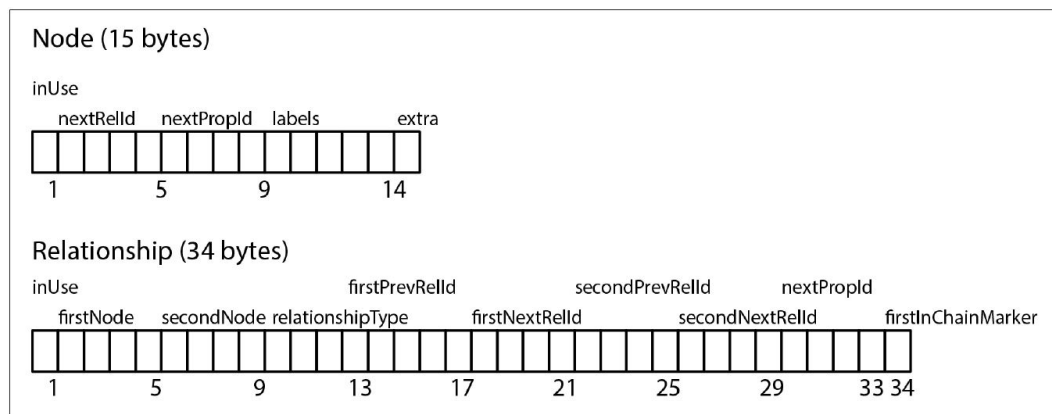 Node (15 bytes)
inUse
nextRelId nextPropId labels extra
1 5 9 14
Relationship (34 bytes)
inUse firstPrevRelId secondPrevRelId nextPropId
firstNode secondNode relationshipType firstNextRelId secondNextRelId firstInChainMarker
1 5 9 13 17 21 25 29 33 34